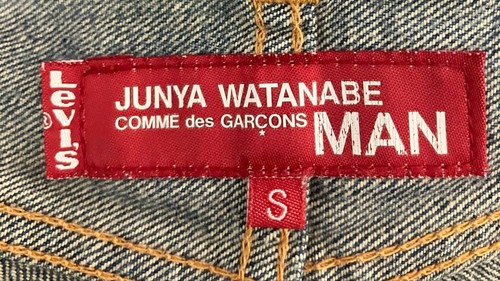 Levi's
®
JUNYA WATANABE
COMME des GARÇONS
*
MAN
S